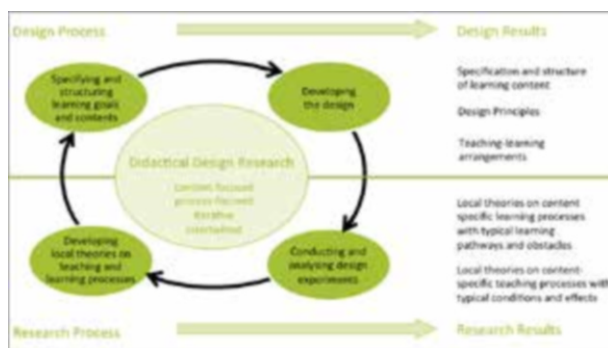 Design Process
Design Results
Specifying and
structuring
learning goals
and contents
Developing
the design
Specification and structure
of learning content
Design Principles
Teaching-learning
arrangements
Didactical Design Research
content-focused
process-focused
iterative
intertwined
Developing
local theories on
teaching and
learning processes
Conducting and
analysing design
experiments
Local theories on content
specific learning processes
with typical learning
pathways and obstacles
Local theories on content-
specific teaching processes with
typical conditions and effects
Research Process
Research Results